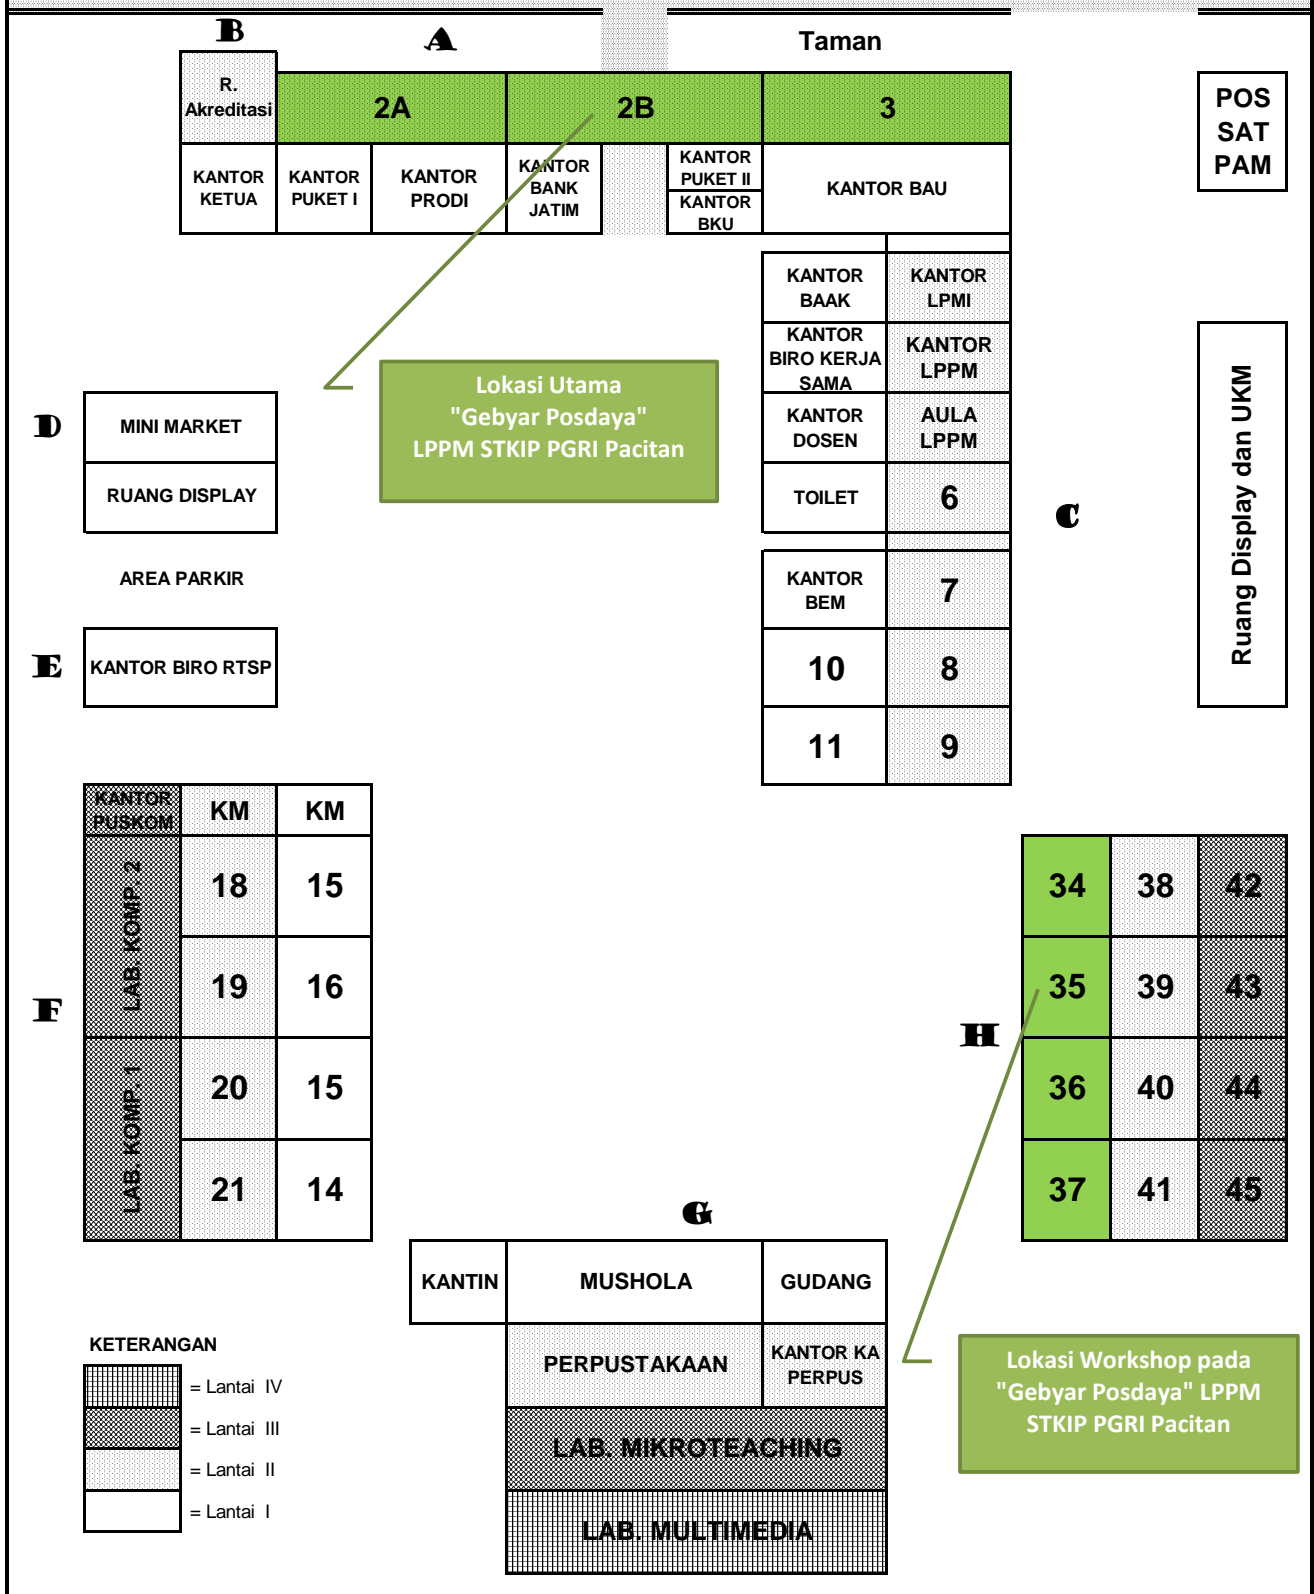 B
A
Taman
R.
Akreditasi
2A
2B
3
POS
SAT
PAM
KANTOR
KETUA
KANTOR
PUKET I
KANTOR
PRODI
KANTOR
BANK
JATIM
KANTOR
PUKET II
KANTOR
BKU
KANTOR BAU
KANTOR
BAAK
KANTOR
LPMI
KANTOR
BIRO KERJA
SAMA
KANTOR
LPPM
Lokasi Utama
"Gebyar Posdaya"
LPPM STKIP PGRI Pacitan
D
MINI MARKET
KANTOR
DOSEN
AULA
LPPM
RUANG DISPLAY
TOILET
6
C
Ruang Display dan UKM
AREA PARKIR
KANTOR
BEM
7
E
KANTOR BIRO RTSP
10
8
11
9
KANTOR
PUSKOM
KM
KM
LAB. KOMP. 2
18
15
34
38
42
19
16
35
39
43
F
H
LAB. KOMP. 1
20
15
36
40
44
21
14
37
41
45
G
KANTIN
MUSHOLA
GUDANG
PERPUSTAKAAN
KANTOR KA
PERPUS
LAB. MIKROTEACHING
LAB. MULTIMEDIA
Lokasi Workshop pada
"Gebyar Posdaya" LPPM
STKIP PGRI Pacitan
KETERANGAN
= Lantai IV
= Lantai III
= Lantai II
= Lantai I